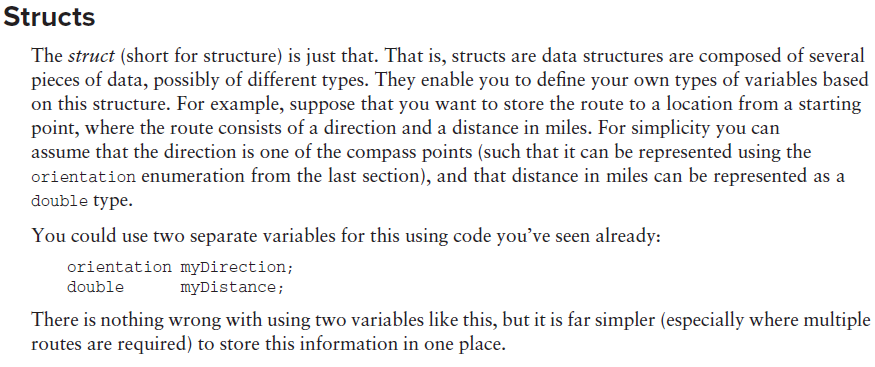 Structs
The struct (short for structure) is just that. That is, structs are data structures are composed of several
pieces of data, possibly of different types. They enable you to define your own types of variables based
on this structure. For example, suppose that you want to store the route to a location from a starting
point, where the route consists of a direction and a distance in miles. For simplicity you can
assume that the direction is one of the compass points (such that it can be represented using the
orientation enumeration from the last section), and that distance in miles can be represented as a
double type.
You could use two separate variables for this using code you've seen already:
orientation myDirection;
double myDistance;
There is nothing wrong with using two variables like this, but it is far simpler (especially where multiple
routes are required) to store this information in one place.